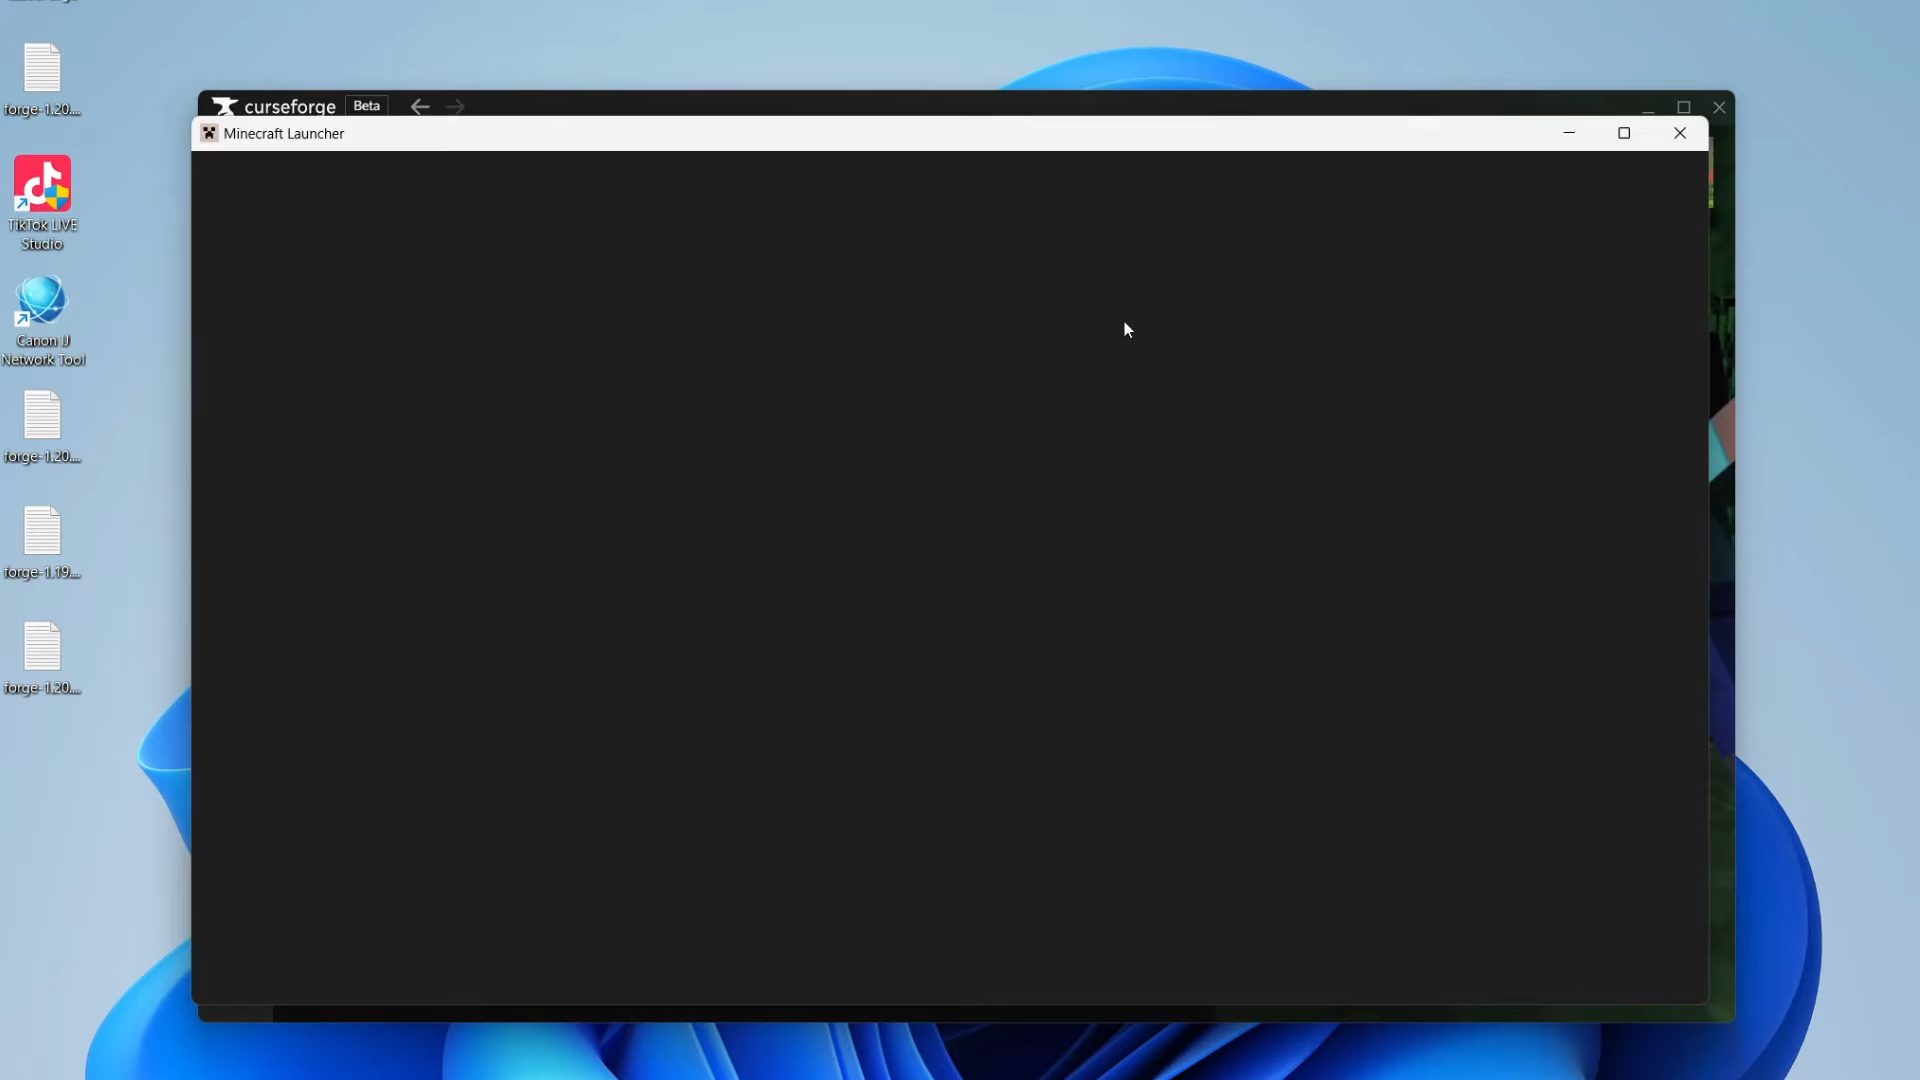 forge-1.20....
TikTok LIVE
Studio
Canon IJ
Network Tool
forge-1.20....
forge-1.19....
forge-1.20....
curseforge
Beta
Minecraft Launcher